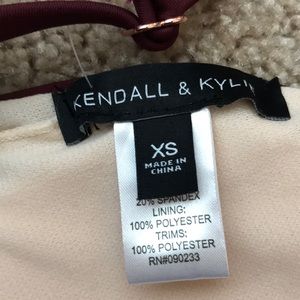 KENDALL & KYLI
XS
MADE IN
CHINA
20% SPANDEX
LINING:
100% POLYESTER
TRIMS:
100% POLYESTER
RN#090233